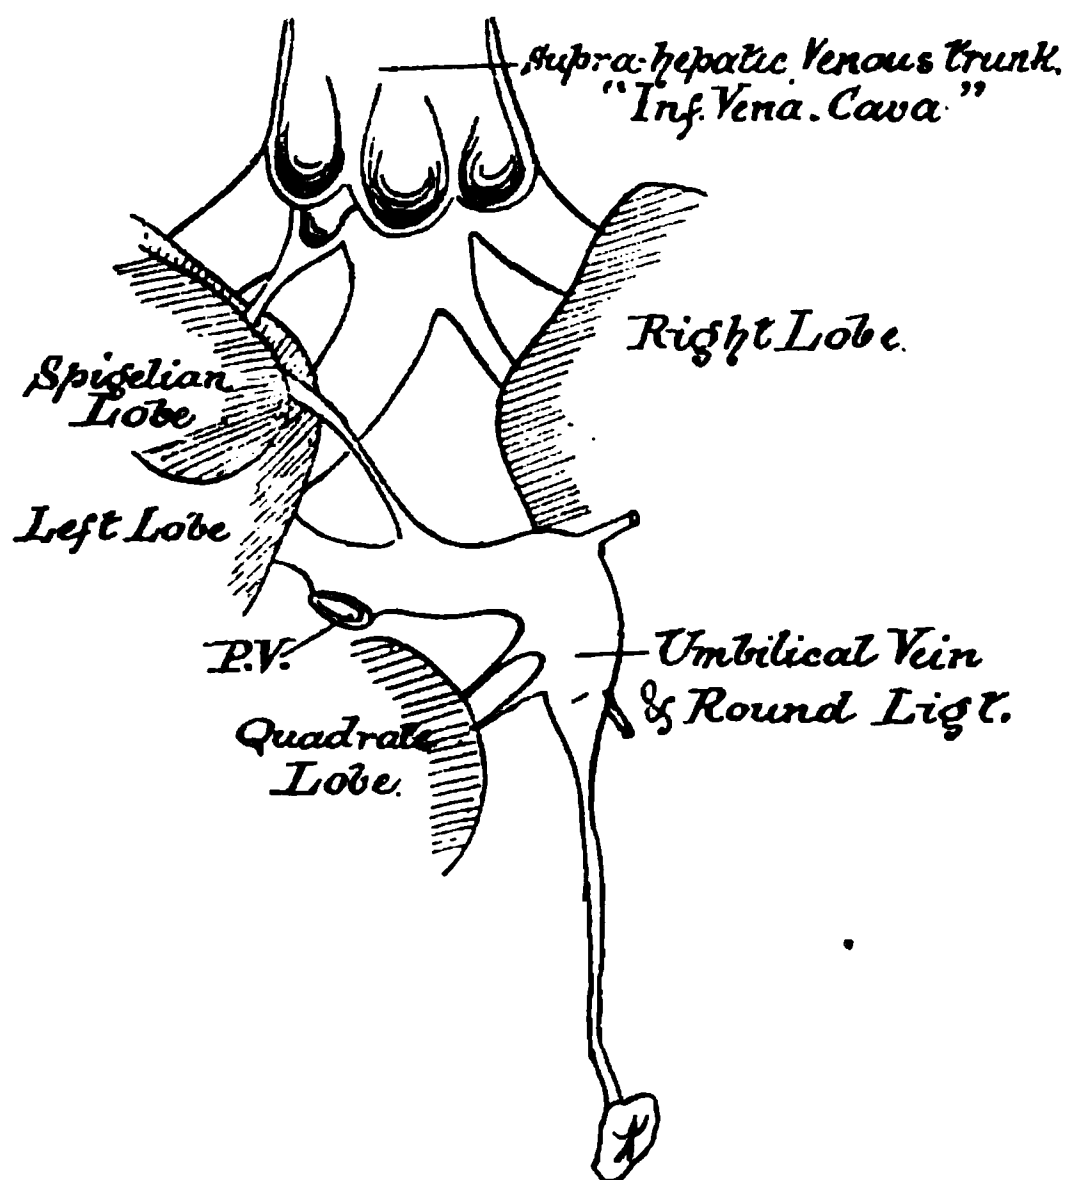 Supra-hepatic Venous trunk.
"Inf. Vena. Cava"
Right Lobe.
Spigelian
Lobe
Left Lobe
P.V.
Umbilical Vein
& Round Ligt.
Quadrate
Lobe.